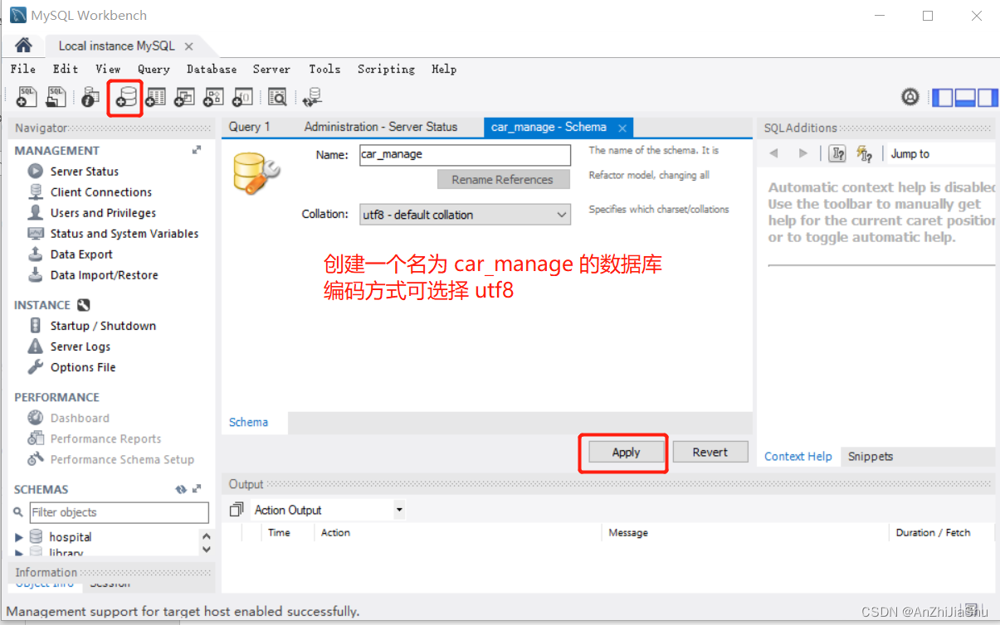 MySQL Workbench
Local instance MySQL
File Edit View Query Database Server Tools Scripting Help
Navigator
MANAGEMENT
Server Status
Client Connections
Users and Privileges
Status and System Variables
Data Export
Data Import/Restore
INSTANCE
Startup / Shutdown
Server Logs
Options File
PERFORMANCE
Dashboard
Performance Reports
Performance Schema Setup
SCHEMAS
Filter objects
hospital
library
Information
Object Info Session
Query 1 Administration - Server Status car_manage - Schema
Name: car_manage The name of the schema. It is
Rename References Refactor model, changing all
Collation: utf8 - default collation Specifies which charset/collations
创建一个名为 car_manage 的数据库
编码方式可选择 utf8
Schema
Apply Revert
Output
Action Output
Time Action Message Duration / Fetch
SQLAdditions
Jump to
Automatic context help is disabled
Use the toolbar to manually get
help for the current caret position
or to toggle automatic help.
Context Help Snippets
Management support for target host enabled successfully.
CSDN @AnZhiJiaShu